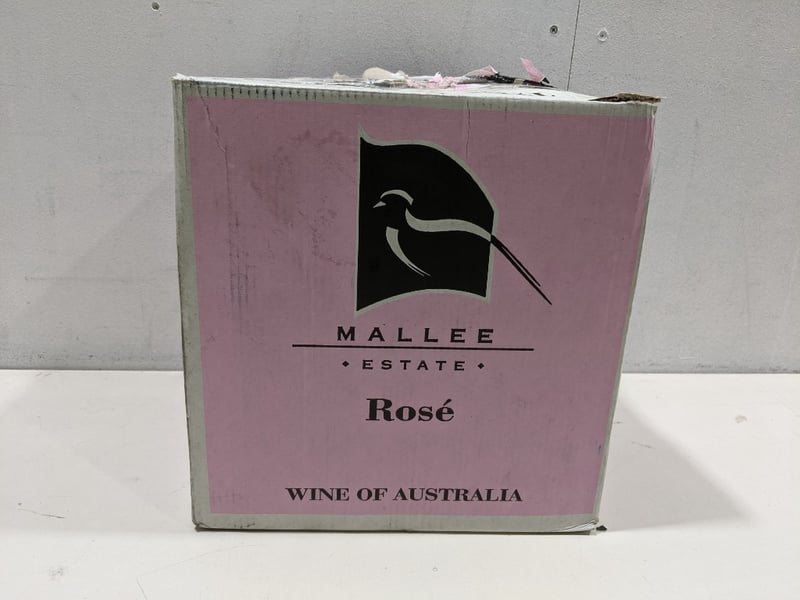 MALLEE
• ESTATE •
Rosé
WINE OF AUSTRALIA